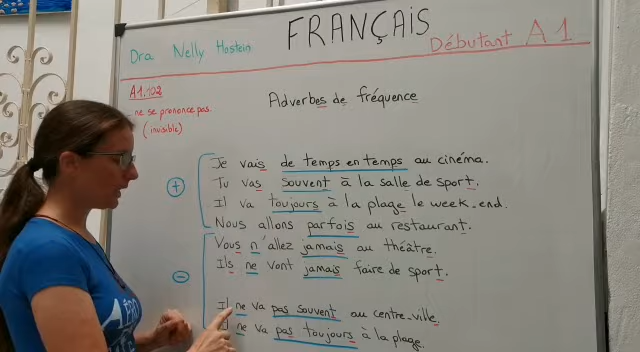 FRANÇAIS
Dra Nelly Hostein
Débutant A1
A1.102
- ne se prononce pas
(invisible)
Adverbes de fréquence
+
Je vais de temps en temps au cinéma.
Tu vas souvent à la salle de sport.
Il va toujours à la plage le week-end.
Nous allons parfois au restaurant.
-
Vous n'allez jamais au théâtre.
Ils ne vont jamais faire de sport.
Il ne va pas souvent au centre-ville.
ne va pas toujours à la plage.